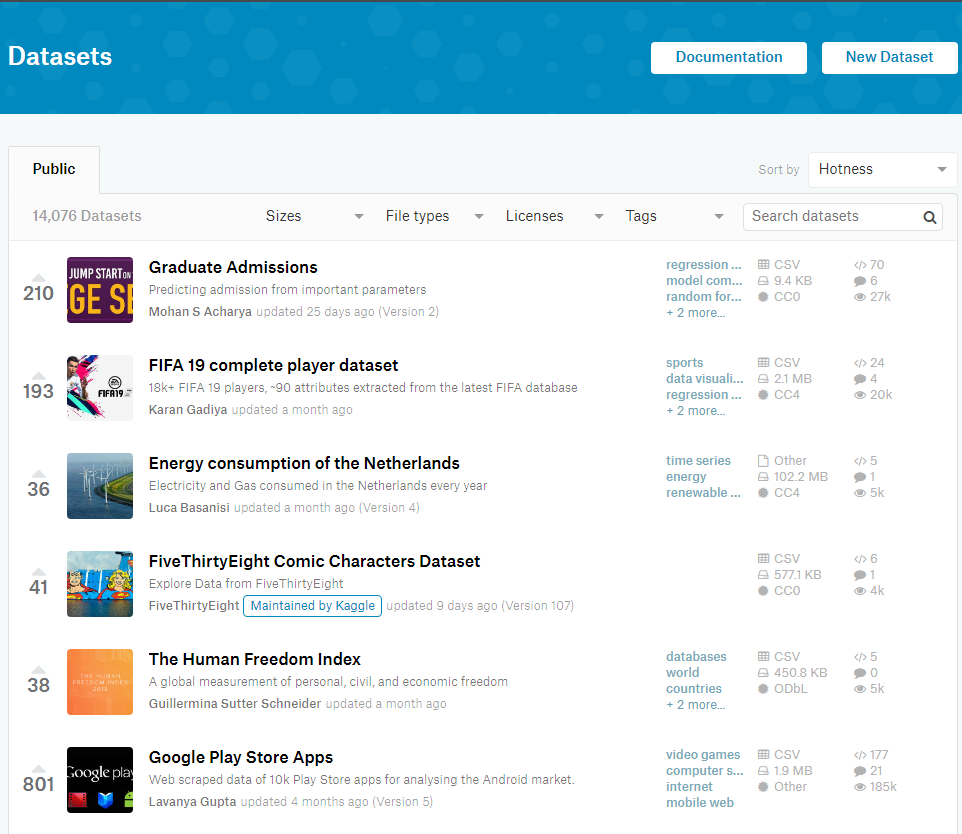 Datasets
Documentation
New Dataset
Public
Sort by
Hotness
14,076 Datasets
Sizes
File types
Licenses
Tags
Search datasets
210
JUMP START ON
GE SE
Graduate Admissions
Predicting admission from important parameters
Mohan S Acharya updated 25 days ago (Version 2)
regression ...
model com...
random for...
+ 2 more...
CSV
9.4 KB
CC0
70
6
27k
193
FIFA19
FIFA 19 complete player dataset
18k+ FIFA 19 players, ~90 attributes extracted from the latest FIFA database
Karan Gadiya updated a month ago
sports
data visuali...
regression ...
+ 2 more...
CSV
2.1 MB
CC4
24
4
20k
36
Energy consumption of the Netherlands
Electricity and Gas consumed in the Netherlands every year
Luca Basanisi updated a month ago (Version 4)
time series
energy
renewable ...
Other
102.2 MB
CC4
5
1
5k
41
FiveThirtyEight Comic Characters Dataset
Explore Data from FiveThirtyEight
FiveThirtyEight Maintained by Kaggle updated 9 days ago (Version 107)
CSV
577.1 KB
CC0
6
1
4k
38
THE HUMAN
FREEDOM INDEX
2018
The Human Freedom Index
A global measurement of personal, civil, and economic freedom
Guillermina Sutter Schneider updated a month ago
databases
world
countries
+ 2 more...
CSV
450.8 KB
ODbL
5
0
5k
801
Google play
Google Play Store Apps
Web scraped data of 10k Play Store apps for analysing the Android market.
Lavanya Gupta updated 4 months ago (Version 5)
video games
computer s...
internet
mobile web
CSV
1.9 MB
Other
177
21
185k